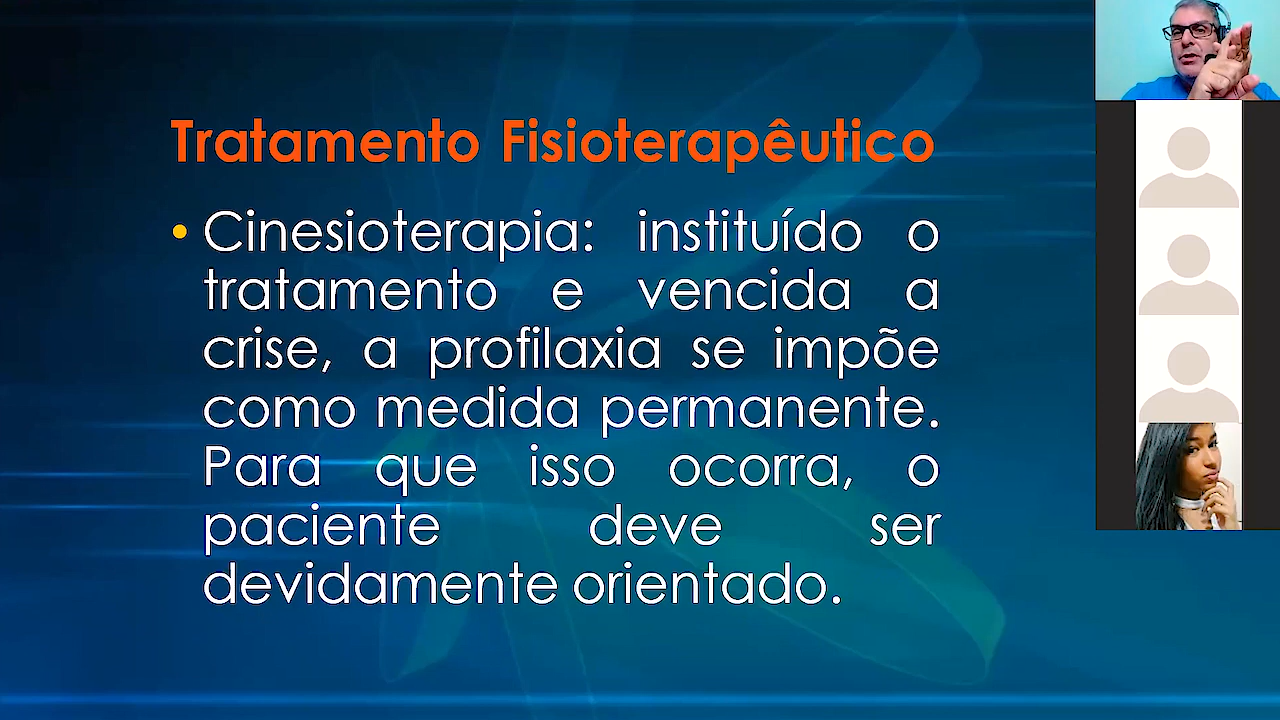 Tratamento Fisioterapêutico
• Cinesioterapia: instituído o
tratamento e vencida a
crise, a profilaxia se impõe
como medida permanente.
Para que isso ocorra, o
paciente deve ser
devidamente orientado.